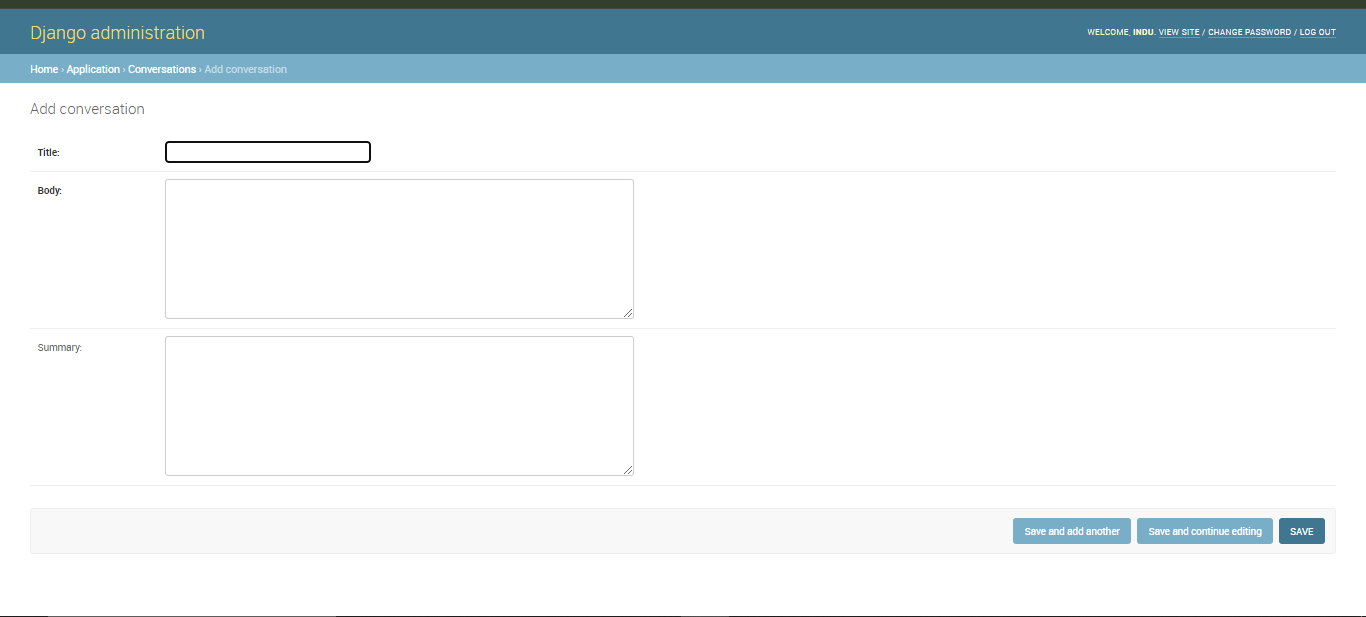 Django administration
WELCOME, INDU. VIEW SITE / CHANGE PASSWORD / LOG OUT
Home › Application › Conversations › Add conversation
Add conversation
Title:
Body:
Summary:
Save and add another
Save and continue editing
SAVE